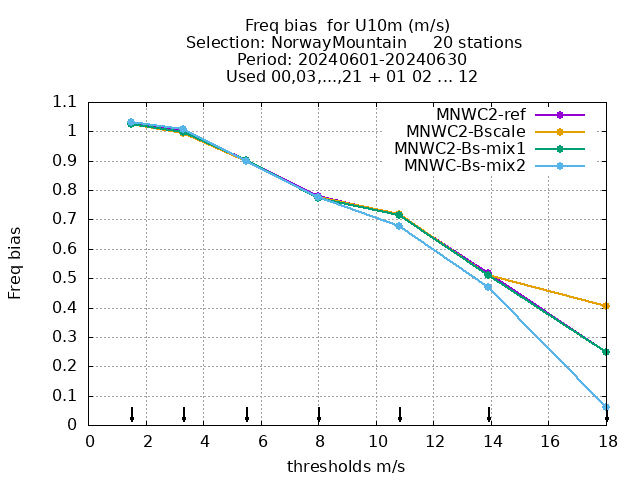 Freq bias  for U10m (m/s)
Selection: NorwayMountain     20 stations
Period: 20240601-20240630
Used 00,03,...,21 + 01 02 ... 12
MNWC2-ref
MNWC2-Bscale
MNWC2-Bs-mix1
MNWC-Bs-mix2
1.1
1
0.9
0.8
0.7
0.6
0.5
0.4
0.3
0.2
0.1
0
Freq bias
0 2 4 6 8 10 12 14 16 18
thresholds m/s